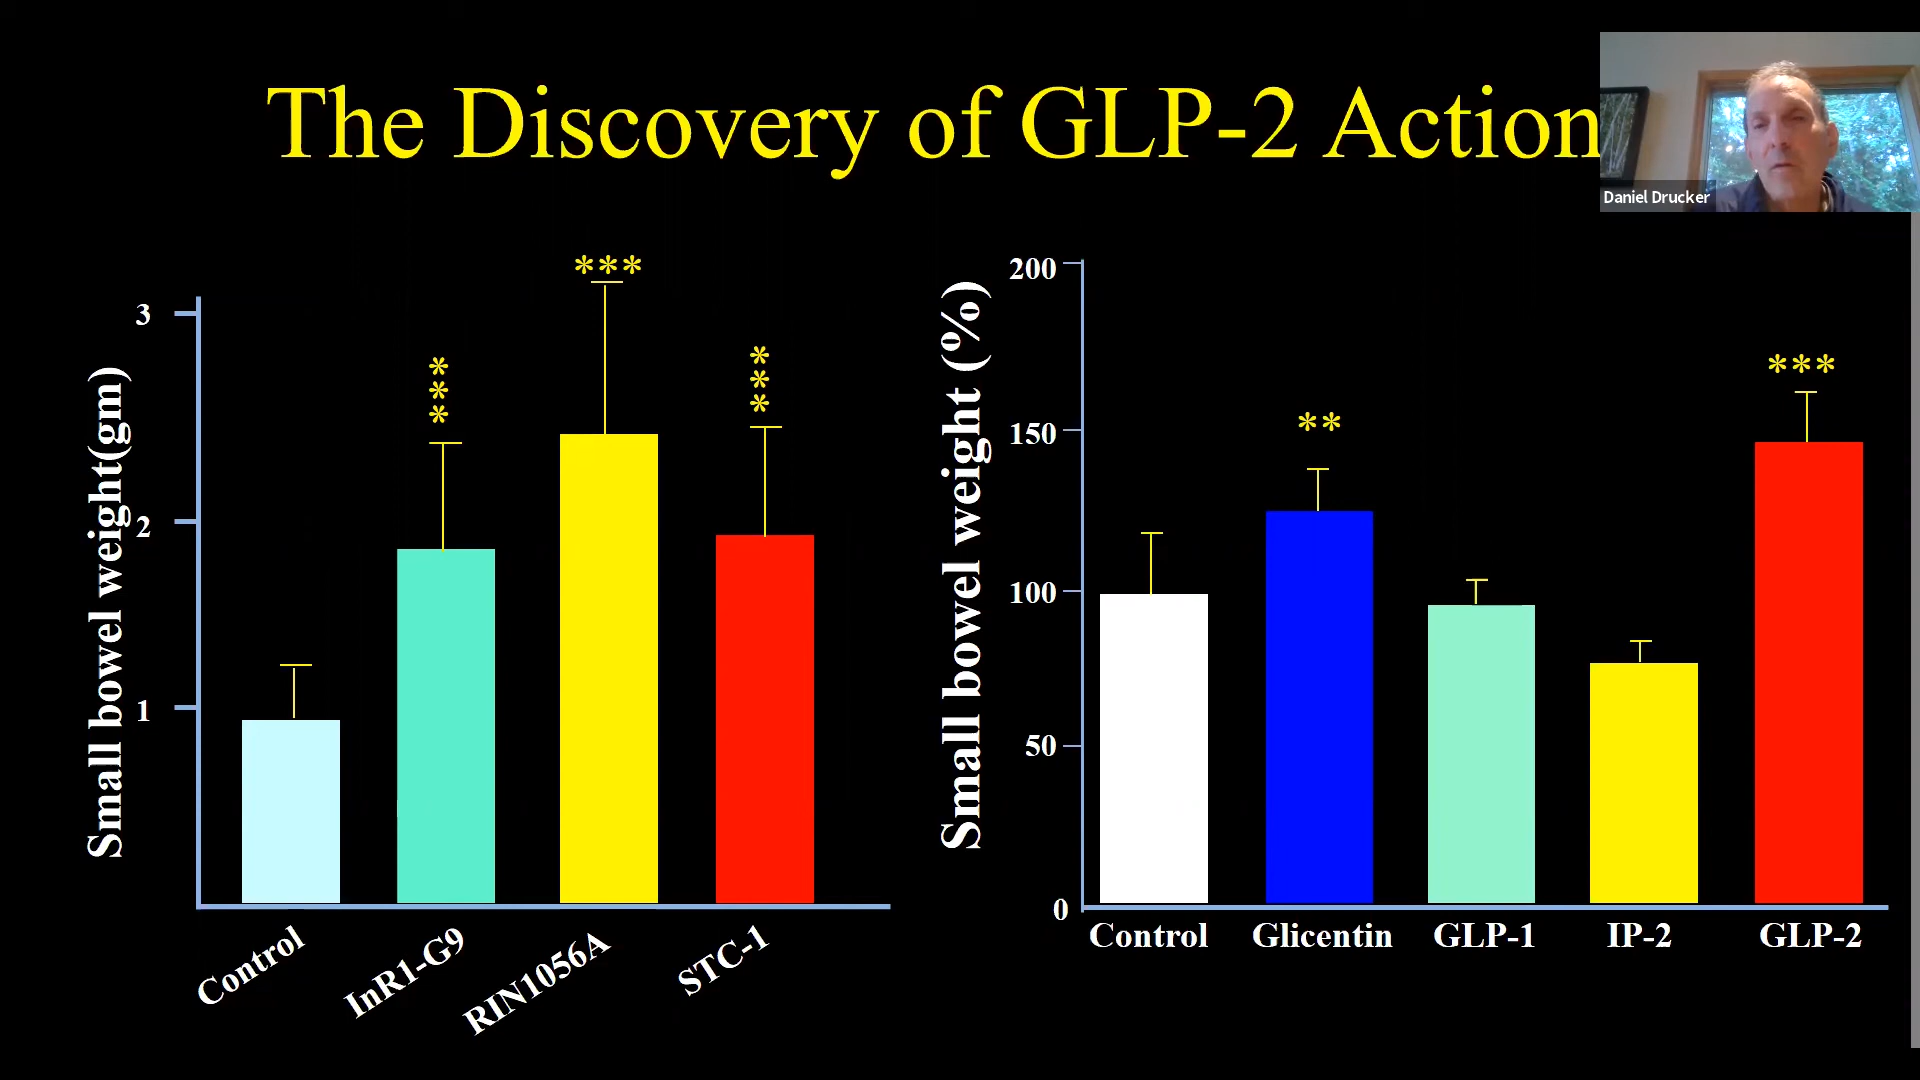 The Discovery of GLP-2 Action
Daniel Drucker
Small bowel weight(gm)
3
2
1
***
***
***
Control
InR1-G9
RIN1056A
STC-1
Small bowel weight (%)
200
150
100
50
0
**
***
Control
Glicentin
GLP-1
IP-2
GLP-2